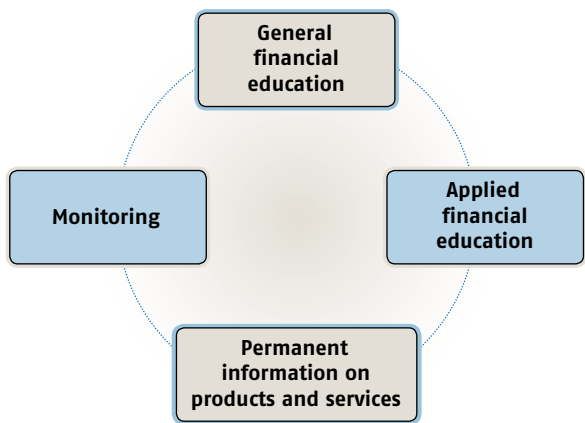 General
financial
education
Monitoring
Applied
financial
education
Permanent
information on
products and services